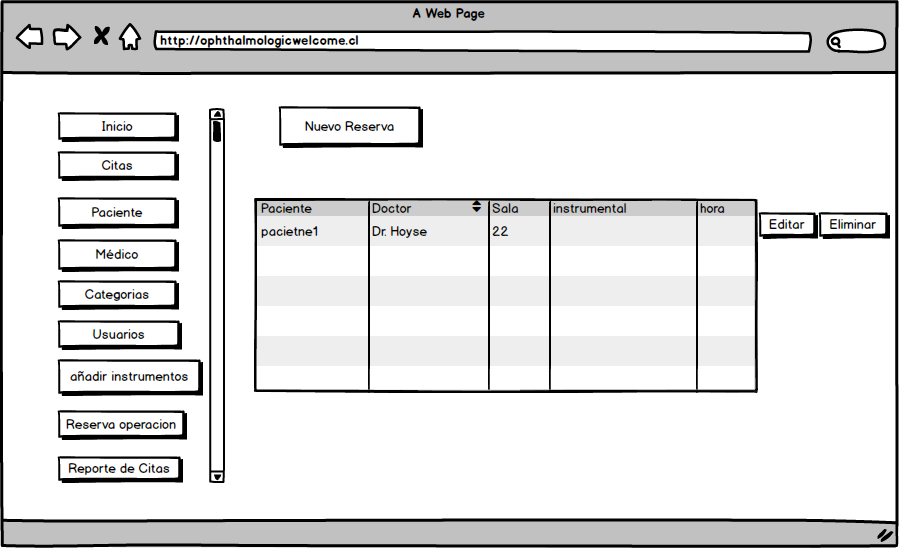 A Web Page
http://ophthalmologicwelcome.cl
Inicio
Citas
Paciente
Médico
Categorias
Usuarios
añadir instrumentos
Reserva operacion
Reporte de Citas
Nuevo Reserva
Paciente Doctor Sala instrumental hora
pacietne1 Dr. Hoyse 22
Editar Eliminar